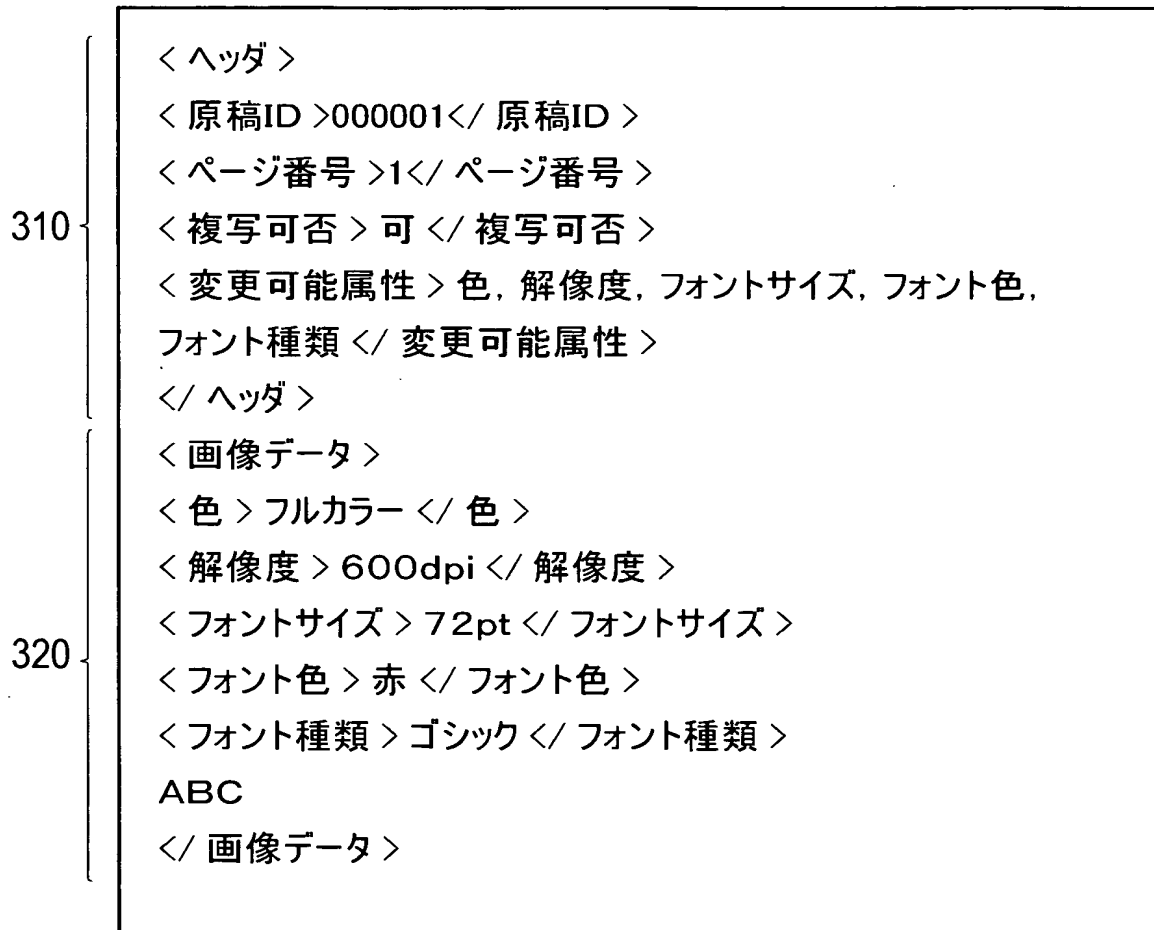 <ヘッダ>
<原稿ID>000001</原稿ID>
<ページ番号>1</ページ番号>
310
<複写可否>可</複写可否>
<変更可能属性>色, 解像度, フォントサイズ, フォント色,
フォント種類</変更可能属性>
</ヘッダ>
<画像データ>
<色>フルカラー</色>
<解像度>600dpi</解像度>
<フォントサイズ>72pt</フォントサイズ>
320
<フォント色>赤</フォント色>
<フォント種類>ゴシック</フォント種類>
ABC
</画像データ>